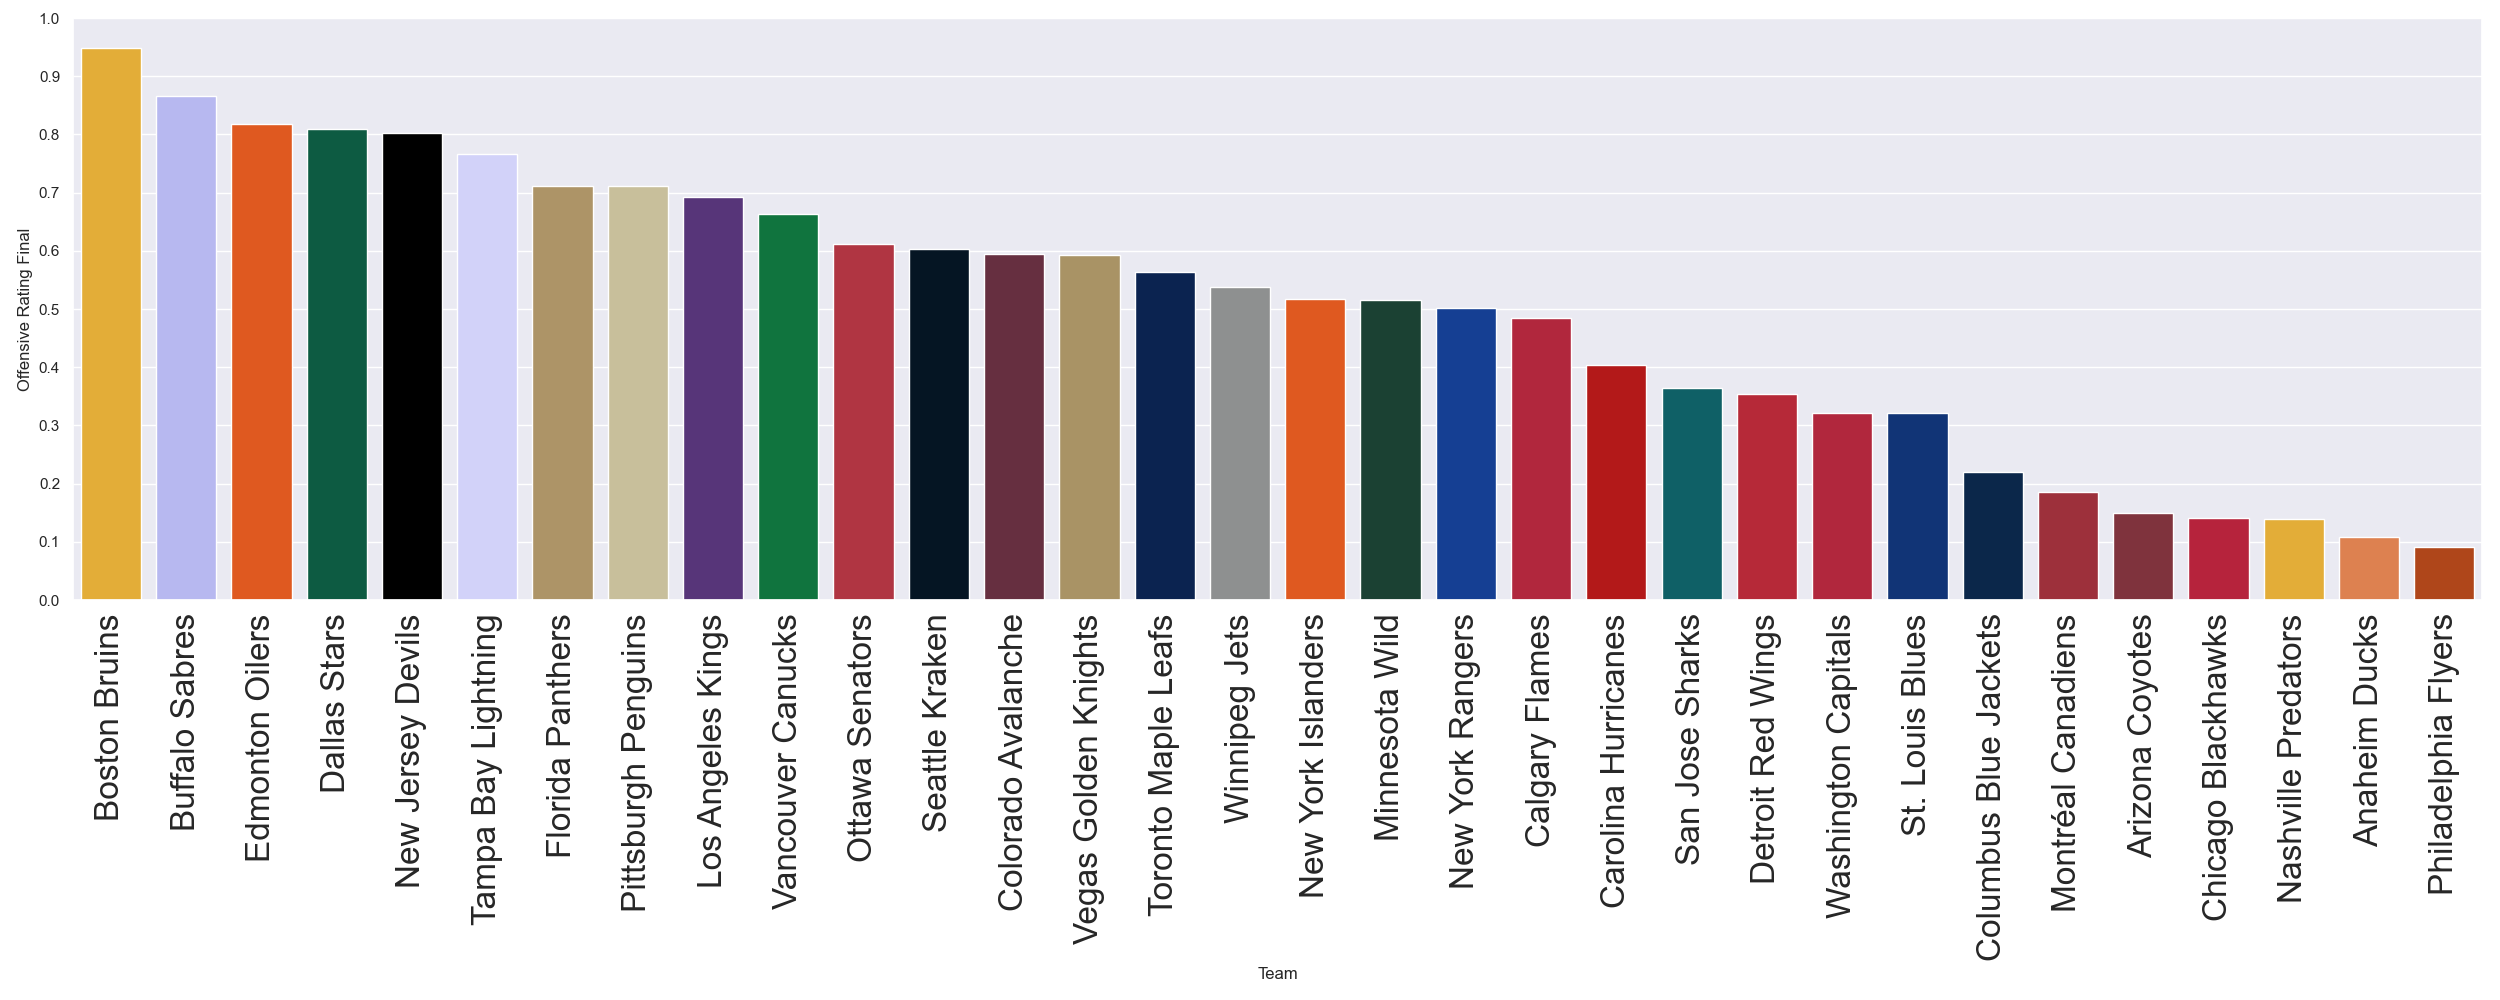 1.0
0.9
0.8
0.7
0.6
0.5
0.4
0.3
0.2
0.1
0.0
Offensive Rating Final
Boston Bruins
Buffalo Sabres
Edmonton Oilers
Dallas Stars
New Jersey Devils
Tampa Bay Lightning
Florida Panthers
Pittsburgh Penguins
Los Angeles Kings
Vancouver Canucks
Ottawa Senators
Seattle Kraken
Colorado Avalanche
Vegas Golden Knights
Toronto Maple Leafs
Winnipeg Jets
New York Islanders
Minnesota Wild
New York Rangers
Calgary Flames
Carolina Hurricanes
San Jose Sharks
Detroit Red Wings
Washington Capitals
St. Louis Blues
Columbus Blue Jackets
Montréal Canadiens
Arizona Coyotes
Chicago Blackhawks
Nashville Predators
Anaheim Ducks
Philadelphia Flyers
Team